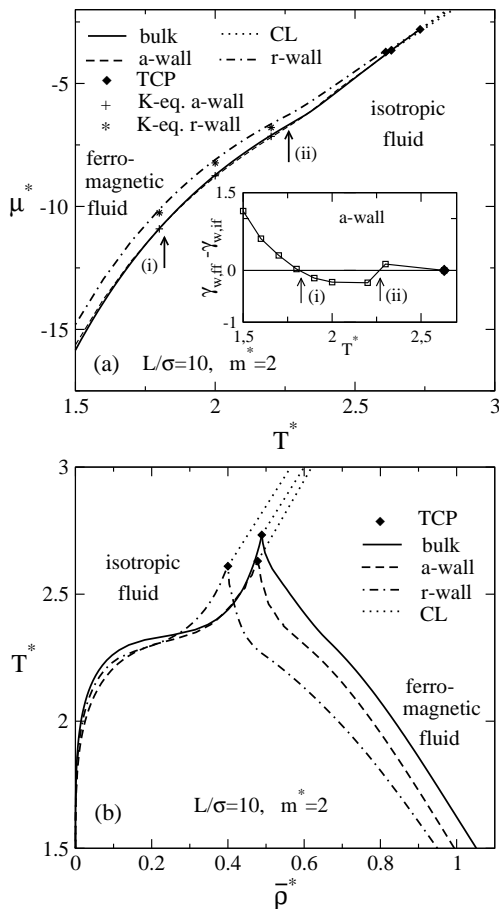 bulk
CL
a-wall
r-wall
TCP
K-eq. a-wall
K-eq. r-wall
isotropic
fluid
ferro-
magnetic
fluid
(i)
(ii)
μ*
-5
-10
-15
a-wall
γw,ff-γw,if
1,5
0
-1
(i)
(ii)
1,5
2
2,5
T*
(a)
L/σ=10, m*=2
1.5
2
2.5
3
T*
3
2.5
2
1.5
T*
TCP
bulk
a-wall
r-wall
CL
isotropic
fluid
ferro-
magnetic
fluid
(b)
L/σ=10, m*=2
0
0.2
0.4
0.6
0.8
1
ρ̄*